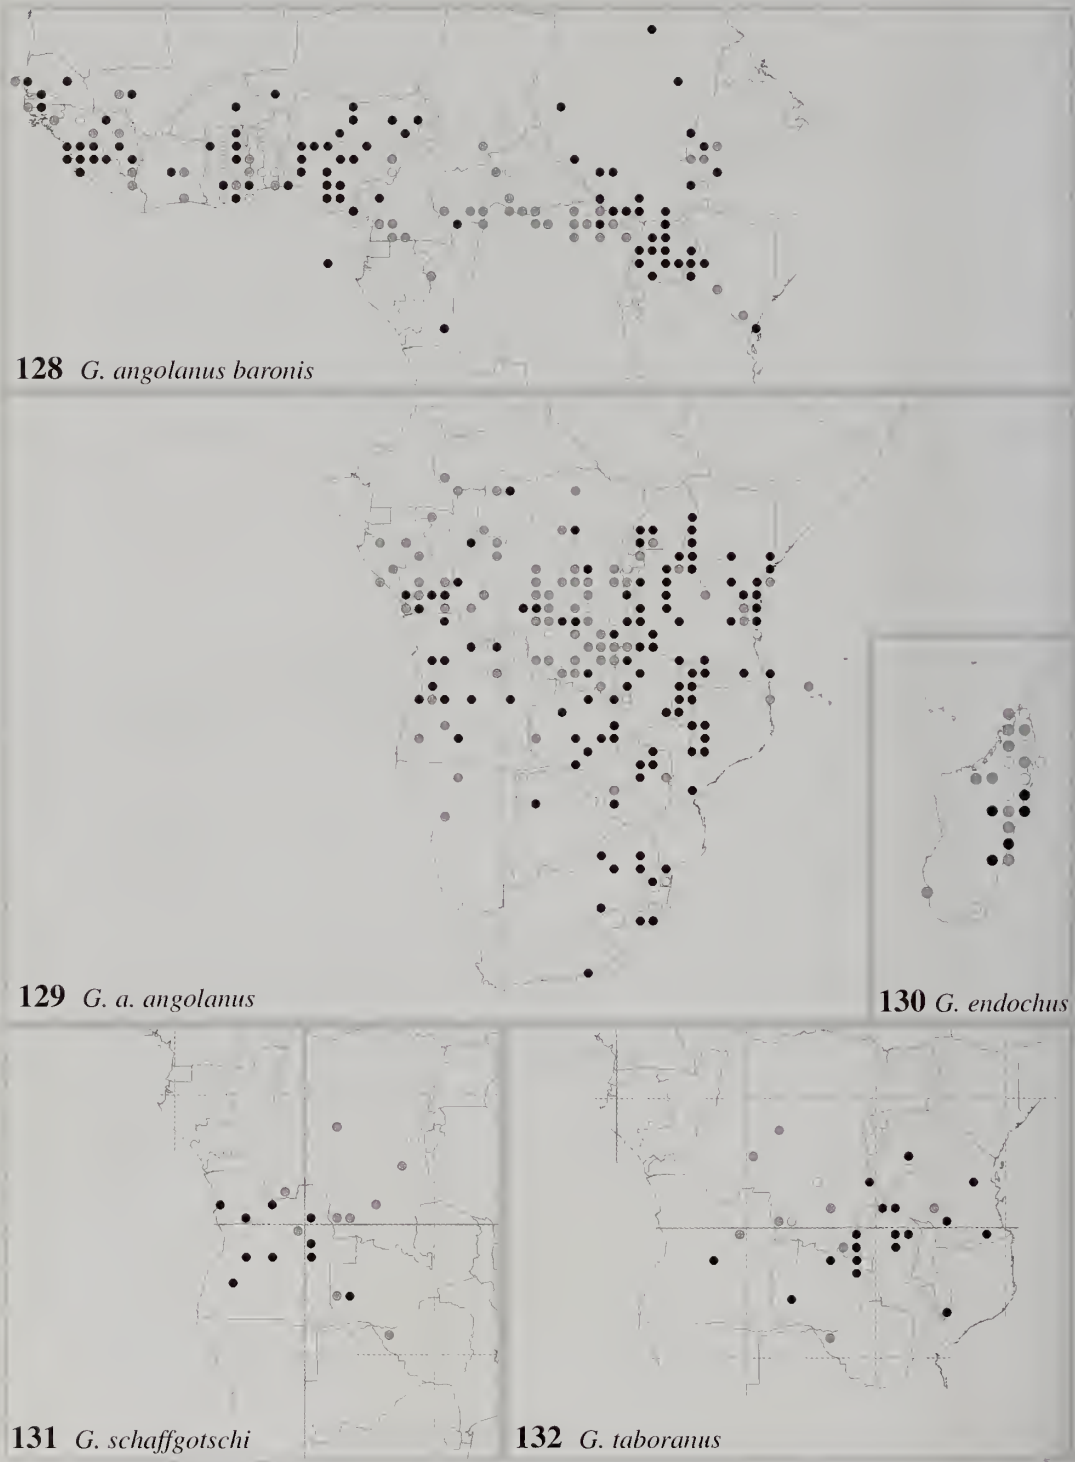 128 G. angolanus baronis
129 G. a. angolanus
130 G. endochus
131 G. schaffgotschi
132 G. taboranus